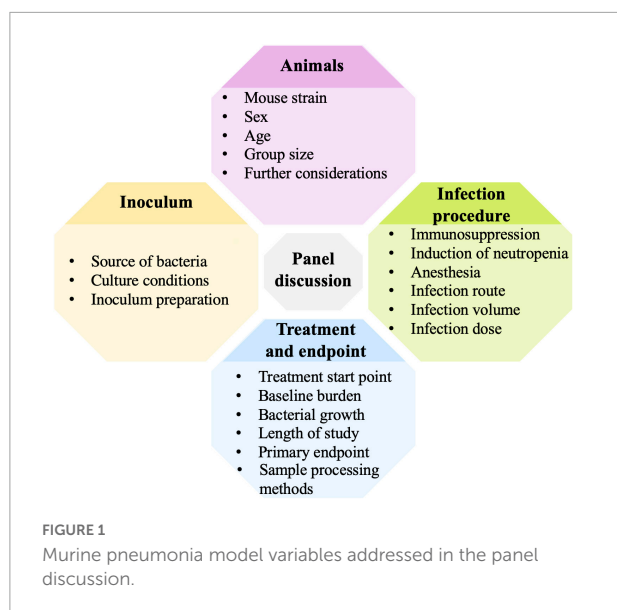 Animals
• Mouse strain
• Sex
• Age
• Group size
• Further considerations
Inoculum
• Source of bacteria
• Culture conditions
• Inoculum preparation
Panel
discussion
Infection
procedure
• Immunosuppression
• Induction of neutropenia
• Anesthesia
• Infection route
• Infection volume
• Infection dose
Treatment
and endpoint
• Treatment start point
• Baseline burden
• Bacterial growth
• Length of study
• Primary endpoint
• Sample processing
methods
FIGURE 1
Murine pneumonia model variables addressed in the panel
discussion.